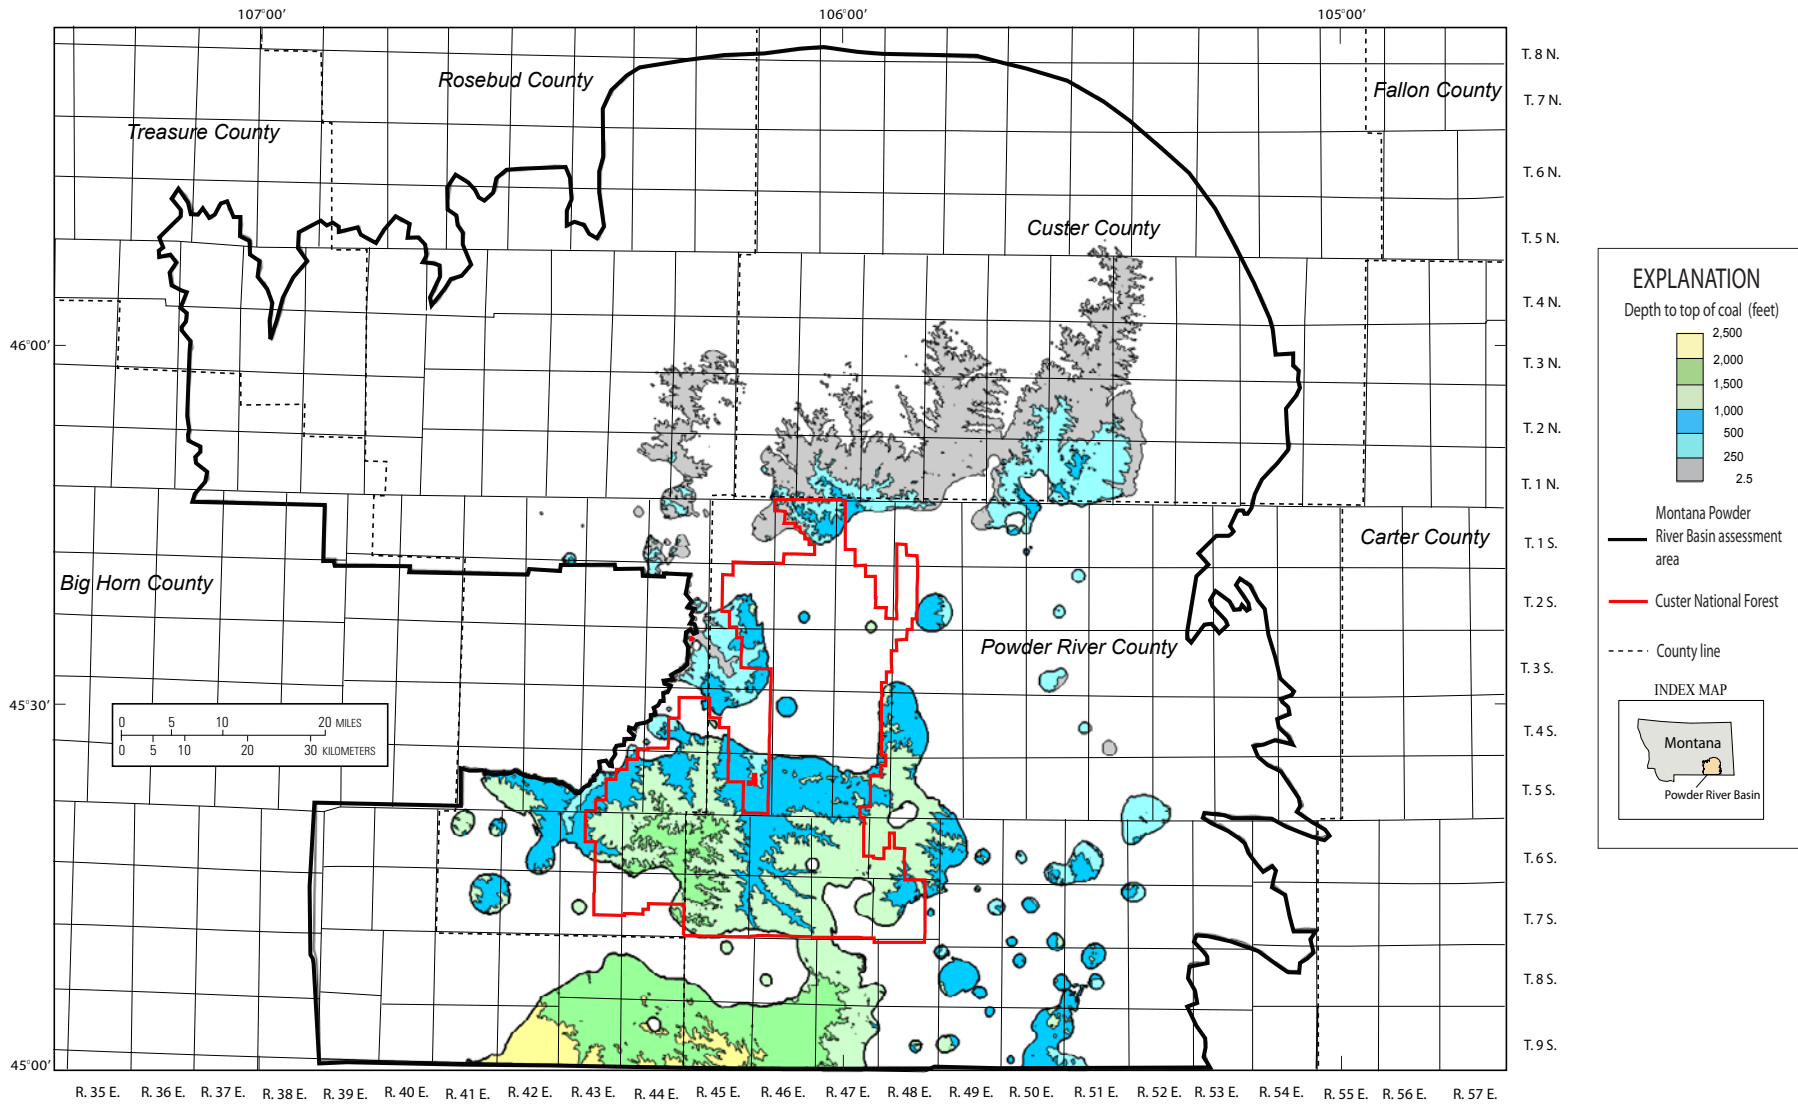 107°00'
106°00'
105°00'
Rosebud County
Treasure County
Fallon County
Custer County
Big Horn County
Powder River County
Carter County
46°00'
45°30'
45°00'
T. 8 N.
T. 7 N.
T. 6 N.
T. 5 N.
T. 4 N.
T. 3 N.
T. 2 N.
T. 1 N.
T. 1 S.
T. 2 S.
T. 3 S.
T. 4 S.
T. 5 S.
T. 6 S.
T. 7 S.
T. 8 S.
T. 9 S.
0 5 10 20 MILES
0 5 10 20 30 KILOMETERS
R. 35 E. R. 36 E. R. 37 E. R. 38 E. R. 39 E. R. 40 E. R. 41 E. R. 42 E. R. 43 E. R. 44 E. R. 45 E. R. 46 E. R. 47 E. R. 48 E. R. 49 E. R. 50 E. R. 51 E. R. 52 E. R. 53 E. R. 54 E. R. 55 E. R. 56 E. R. 57 E.
EXPLANATION
Depth to top of coal (feet)
2,500
2,000
1,500
1,000
500
250
2.5
Montana Powder
River Basin assessment
area
Custer National Forest
County line
INDEX MAP
Montana
Powder River Basin